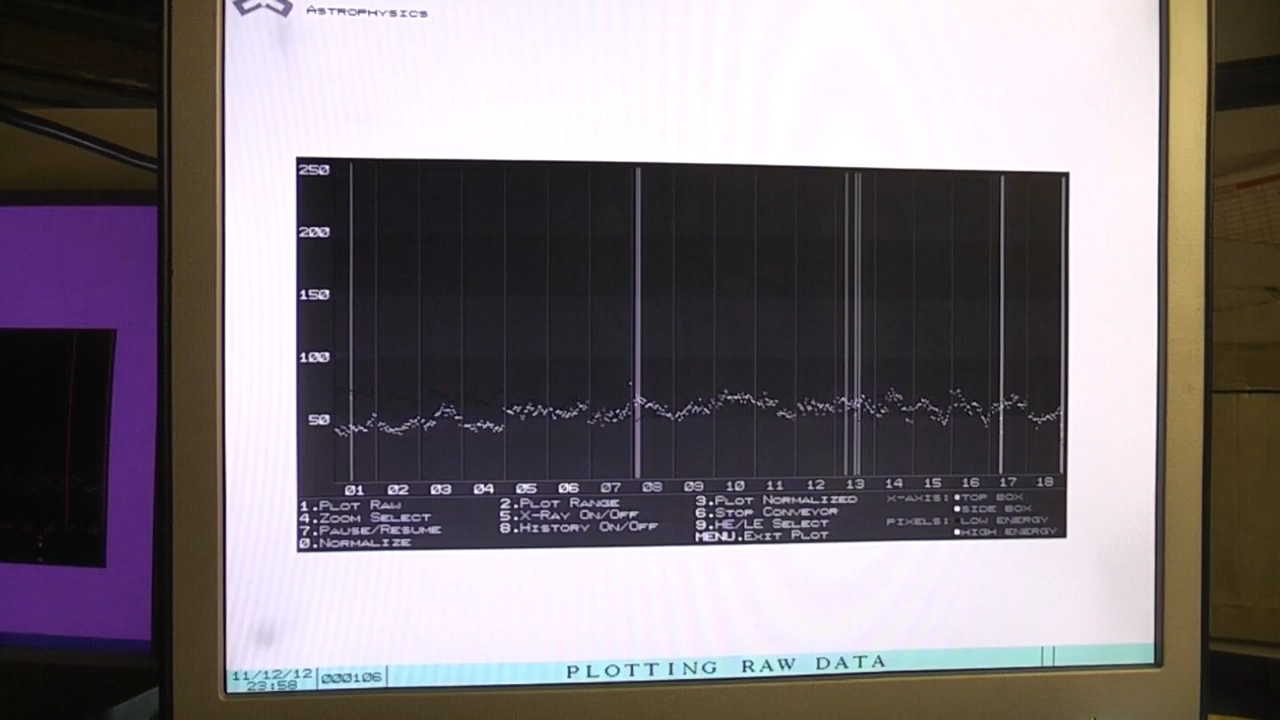 ASTROPHYSICS
250
200
150
100
50
01 02 03 04 05 06 07 08 09 10 11 12 13 14 15 16 17 18
1.PLOT RAW 2.PLOT RANGE 3.PLOT NORMALIZED X-AXIS: TOP BOX
4.ZOOM SELECT 5.X-RAY ON/OFF 6.STOP CONVEYOR SIDE BOX
7.PAUSE/RESUME 8.HISTORY ON/OFF 9.HE/LE SELECT PIXELS: LOW ENERGY
0.NORMALIZE MENU.EXIT PLOT HIGH ENERGY
11/12/12 000106 PLOTTING RAW DATA
23:58